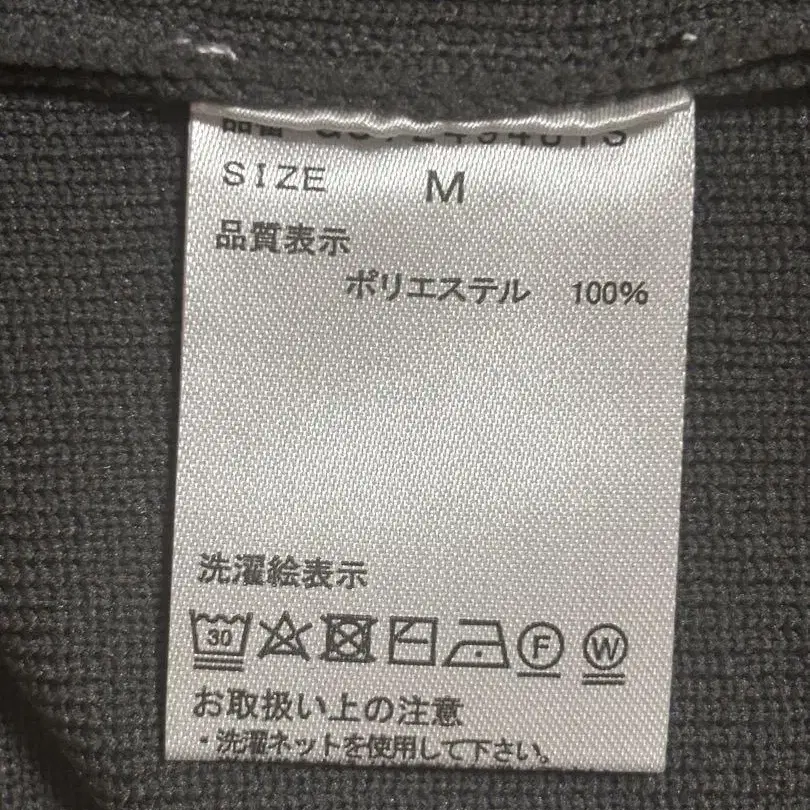 SIZE M
品質表示
ポリエステル 100%
洗濯絵表示
30 F W
お取扱い上の注意
・洗濯ネットを使用して下さい。